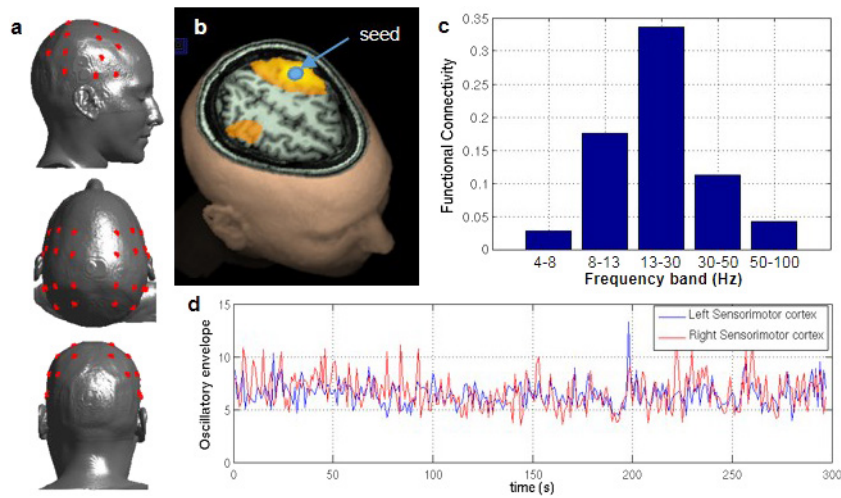 a
b
seed
c
Functional Connectivity
0.35
0.3
0.25
0.2
0.15
0.1
0.05
0
4-8 8-13 13-30 30-50 50-100
Frequency band (Hz)
d
Oscillatory envelope
15
10
5
0
Left Sensorimotor cortex
Right Sensorimotor cortex
0 50 100 150 200 250 300
time (s)